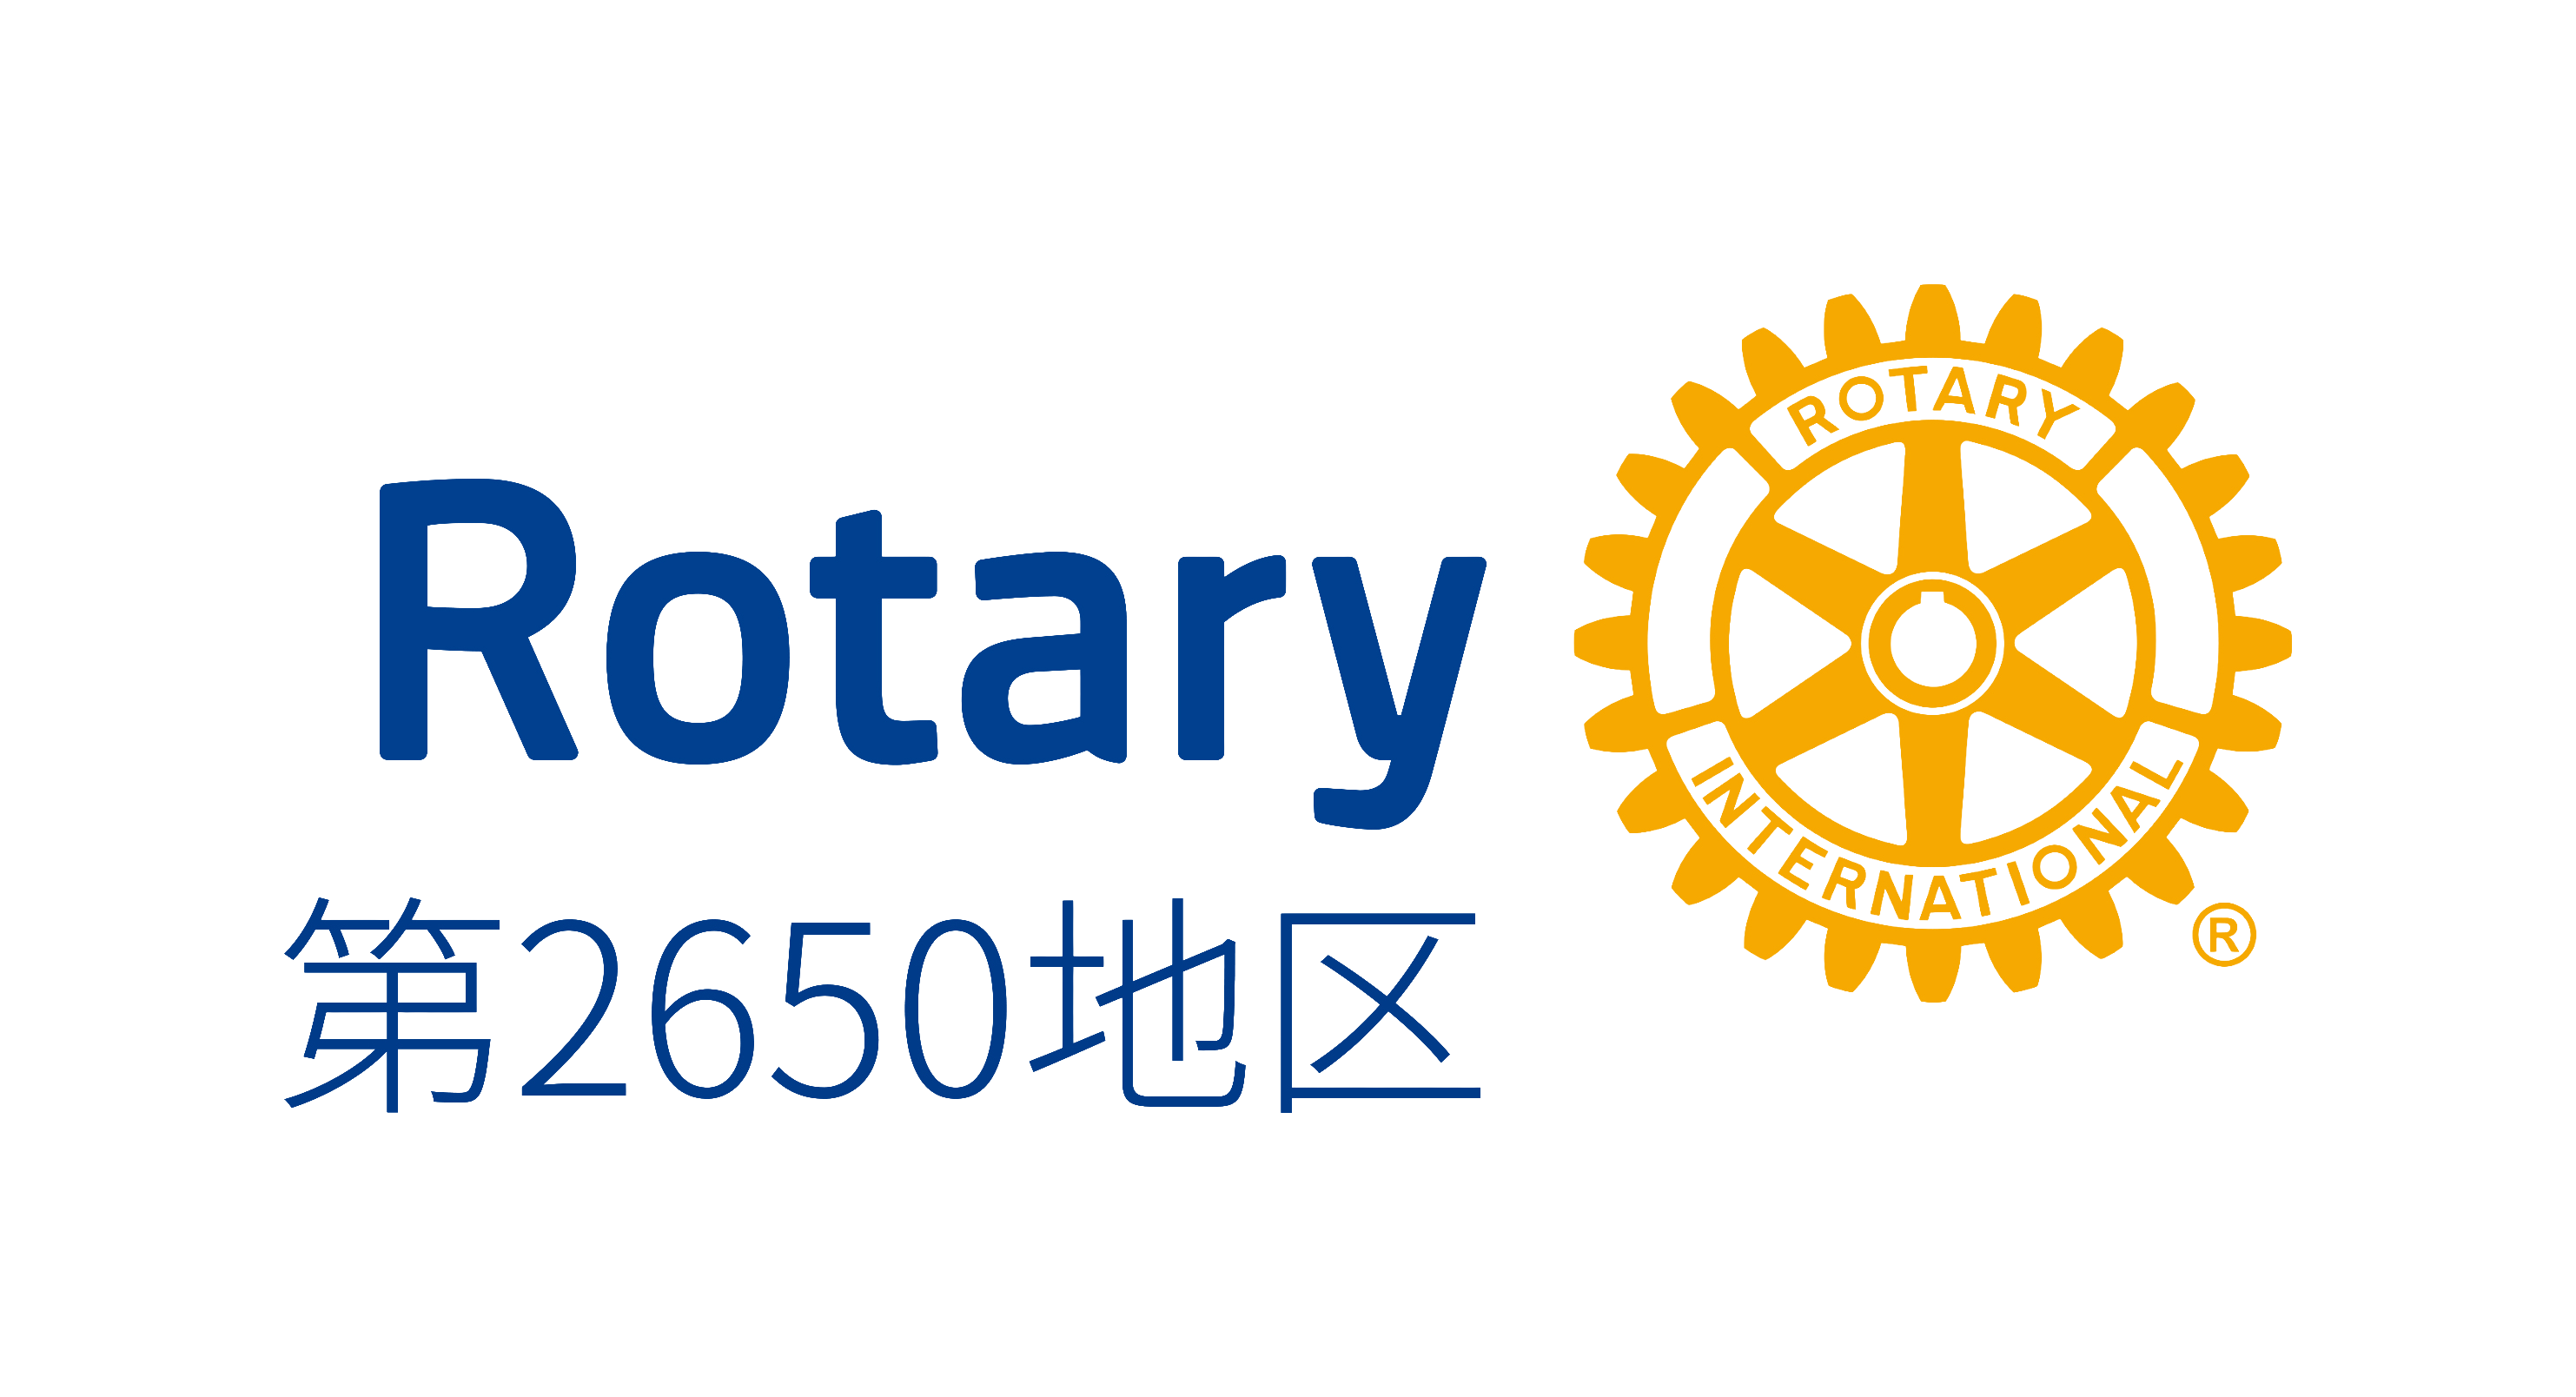 Rotary
第2650地区
ROTARY
INTERNATIONAL
®